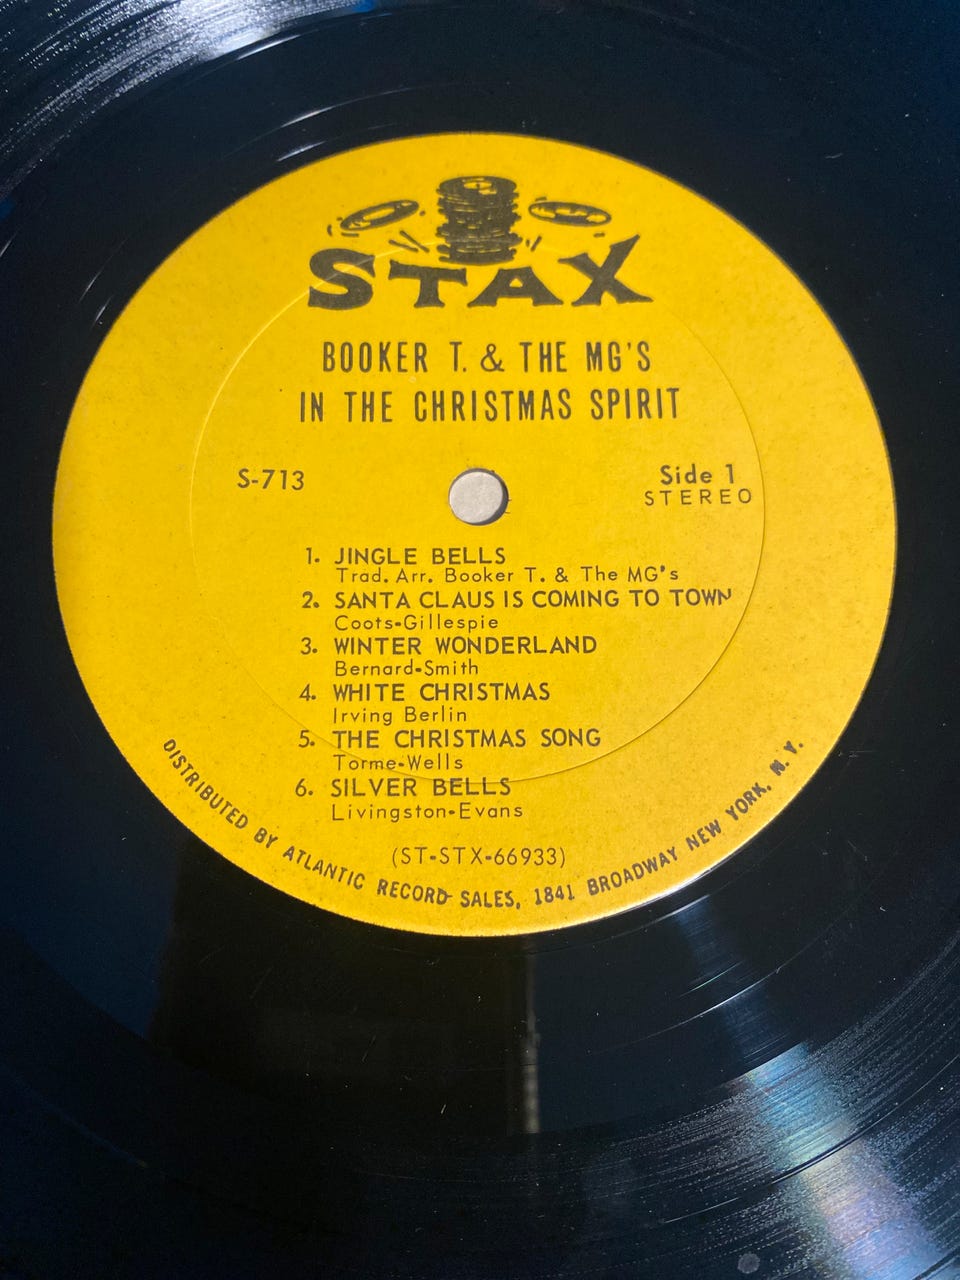 STAX
BOOKER T. & THE MG'S
IN THE CHRISTMAS SPIRIT
S-713
Side 1
STEREO
1. JINGLE BELLS
Trad. Arr. Booker T. & The MG's
2. SANTA CLAUS IS COMING TO TOWN
Coots-Gillespie
3. WINTER WONDERLAND
Bernard-Smith
4. WHITE CHRISTMAS
Irving Berlin
5. THE CHRISTMAS SONG
Torme-Wells
6. SILVER BELLS
Livingston-Evans
(ST-STX-66933)
DISTRIBUTED BY ATLANTIC RECORD SALES, 1841 BROADWAY NEW YORK, N. Y.